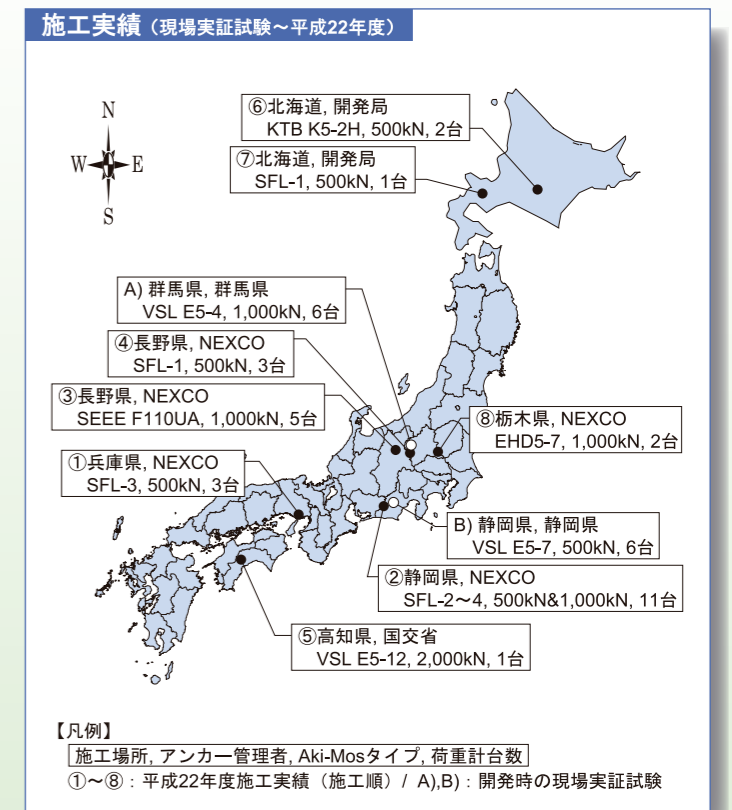 施工実績（現場実証試験～平成22年度）
N
W E
S
⑥北海道, 開発局
KTB K5-2H, 500kN, 2台
⑦北海道, 開発局
SFL-1, 500kN, 1台
A) 群馬県, 群馬県
VSL E5-4, 1,000kN, 6台
④長野県, NEXCO
SFL-1, 500kN, 3台
③長野県, NEXCO
SEEE F110UA, 1,000kN, 5台
⑧栃木県, NEXCO
EHD5-7, 1,000kN, 2台
①兵庫県, NEXCO
SFL-3, 500kN, 3台
B) 静岡県, 静岡県
VSL E5-7, 500kN, 6台
②静岡県, NEXCO
SFL-2～4, 500kN&1,000kN, 11台
⑤高知県, 国交省
VSL E5-12, 2,000kN, 1台
【凡例】
施工場所, アンカー管理者, Aki-Mosタイプ, 荷重計台数
①～⑧：平成22年度施工実績（施工順）/ A),B)：開発時の現場実証試験